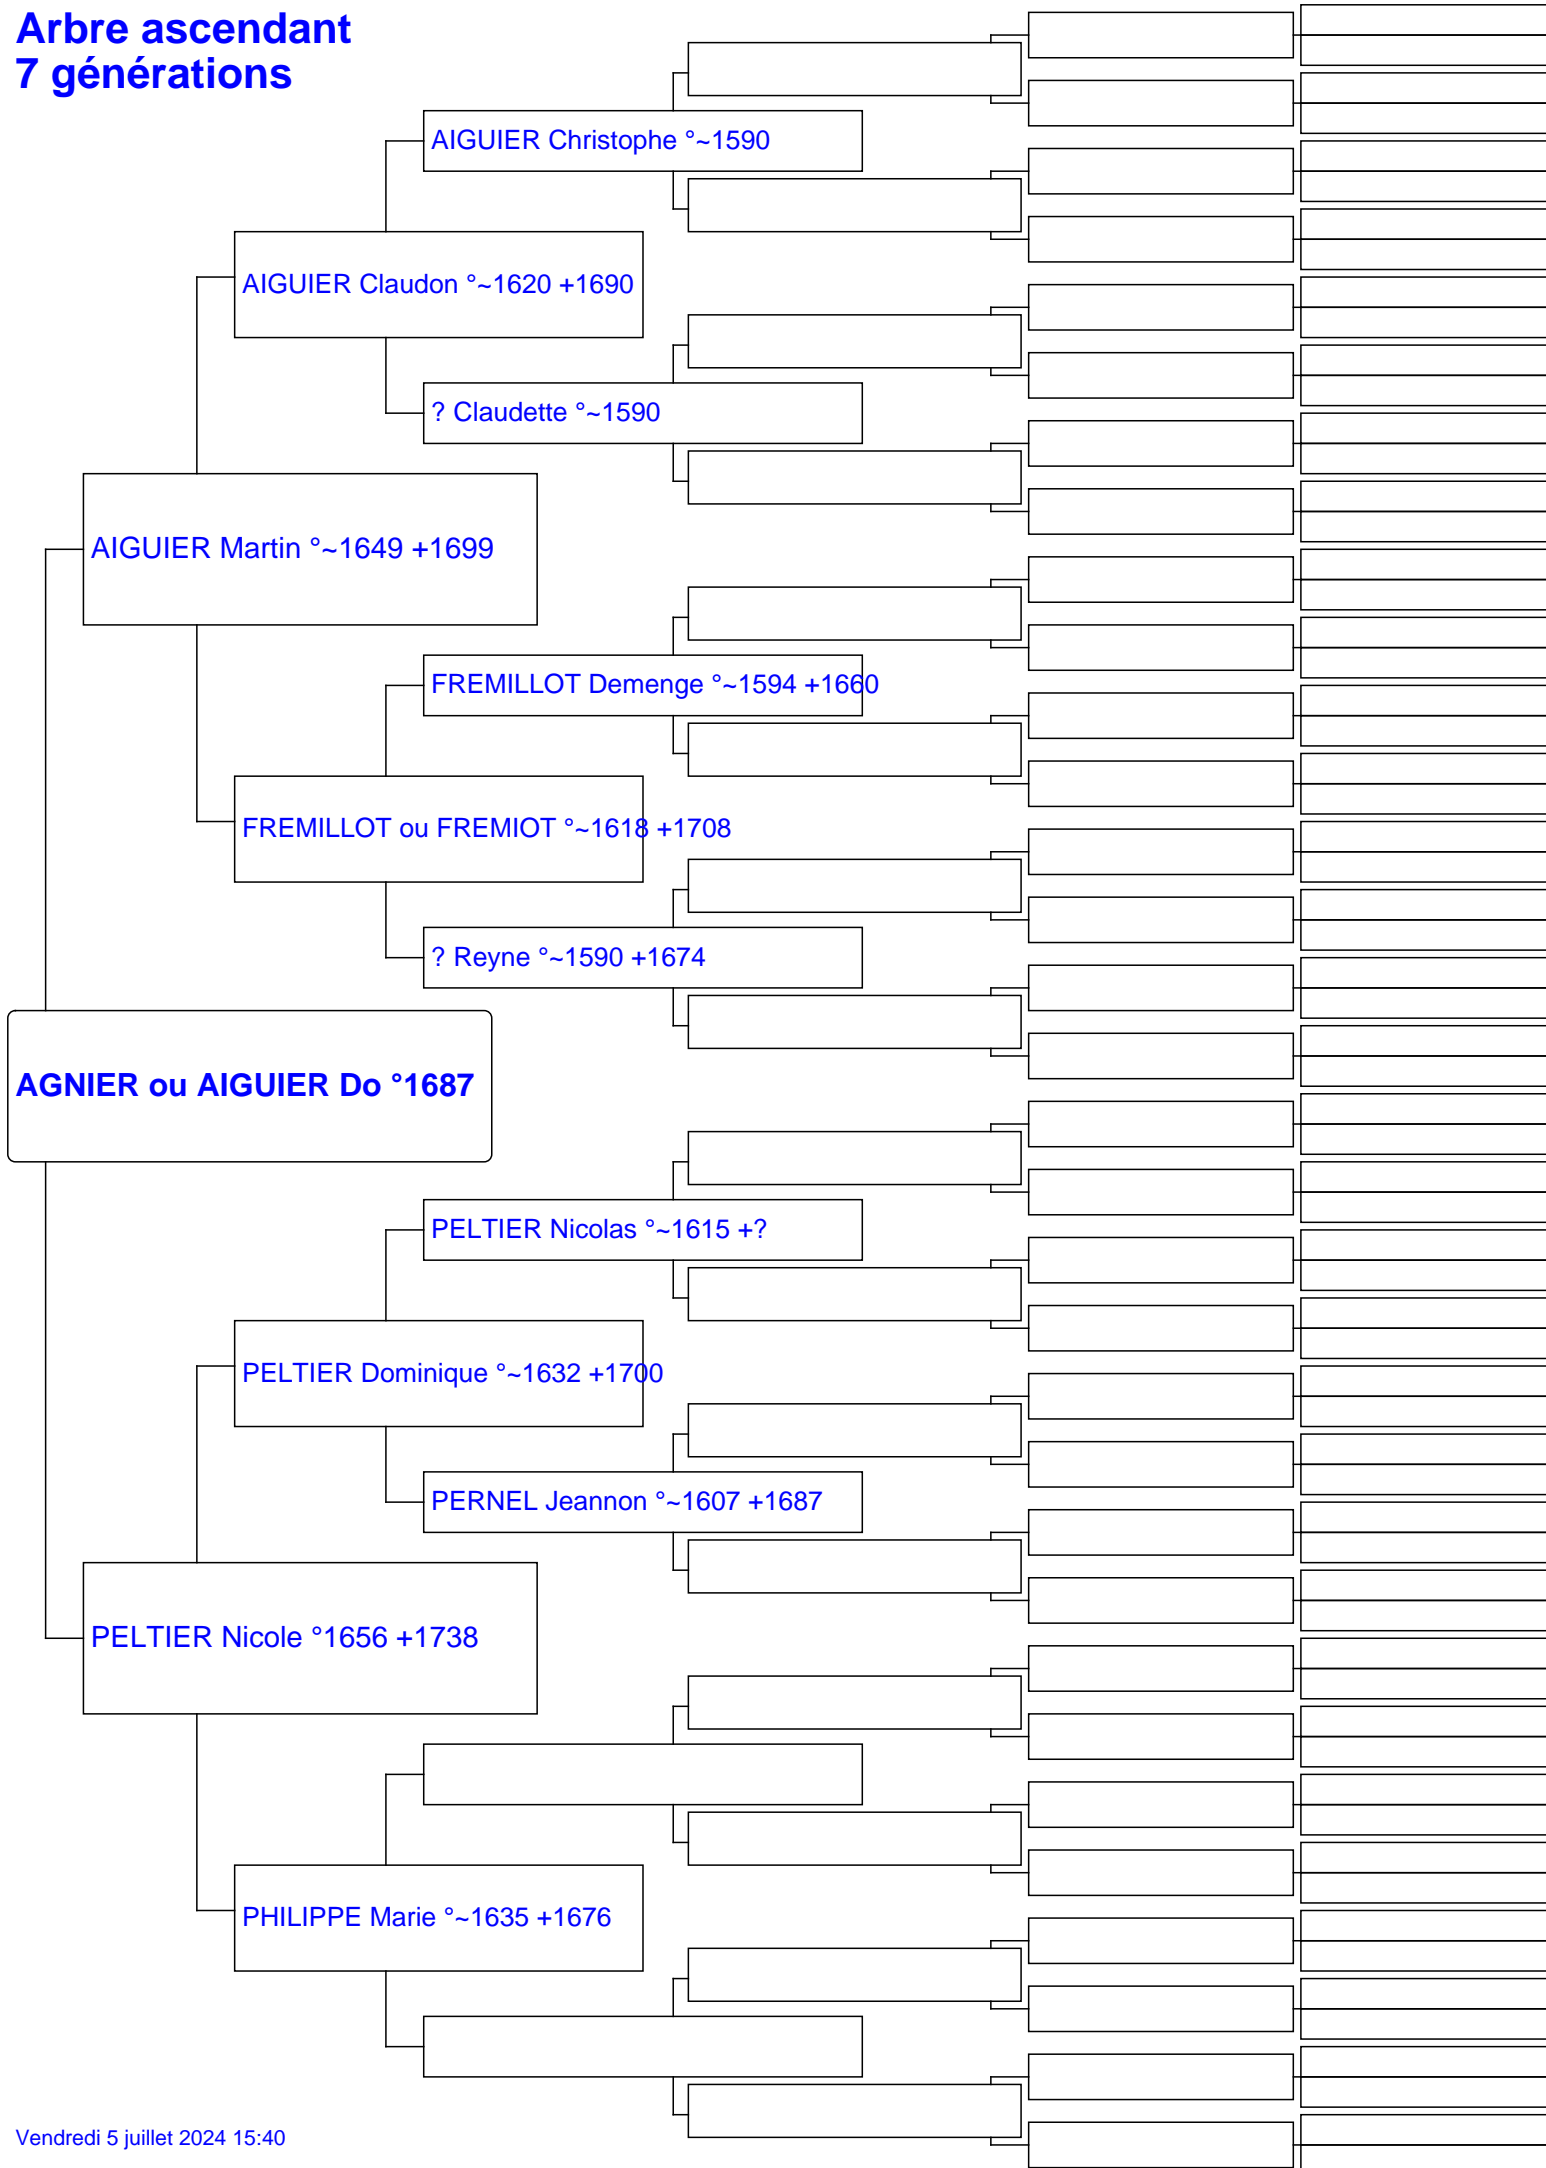 Arbre ascendant
7 générations
AIGUIER Christophe °~1590
AIGUIER Claudon °~1620 +1690
? Claudette °~1590
AIGUIER Martin °~1649 +1699
FREMILLOT Demenge °~1594 +1660
FREMILLOT ou FREMIOT °~1618 +1708
? Reyne °~1590 +1674
AGNIER ou AIGUIER Do °1687
PELTIER Nicolas °~1615 +?
PELTIER Dominique °~1632 +1700
PERNEL Jeannon °~1607 +1687
PELTIER Nicole °1656 +1738
PHILIPPE Marie °~1635 +1676
Vendredi 5 juillet 2024 15:40